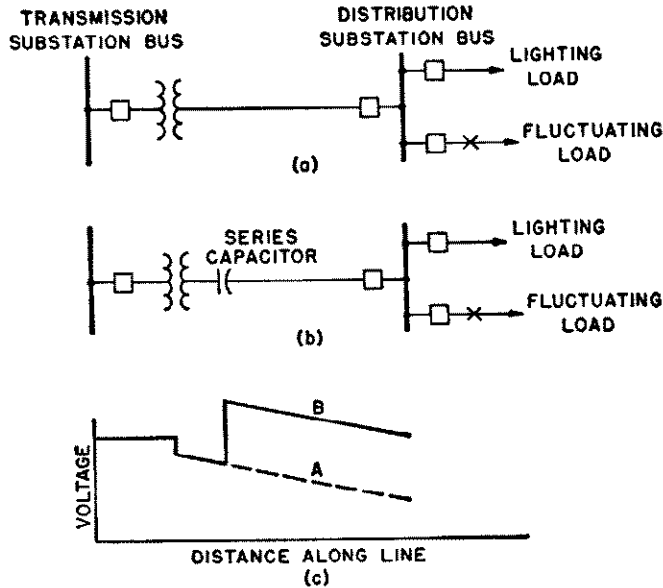 TRANSMISSION
SUBSTATION BUS
DISTRIBUTION
SUBSTATION BUS
LIGHTING
LOAD
FLUCTUATING
LOAD
(a)
SERIES
CAPACITOR
LIGHTING
LOAD
FLUCTUATING
LOAD
(b)
VOLTAGE
B
A
DISTANCE ALONG LINE
(c)